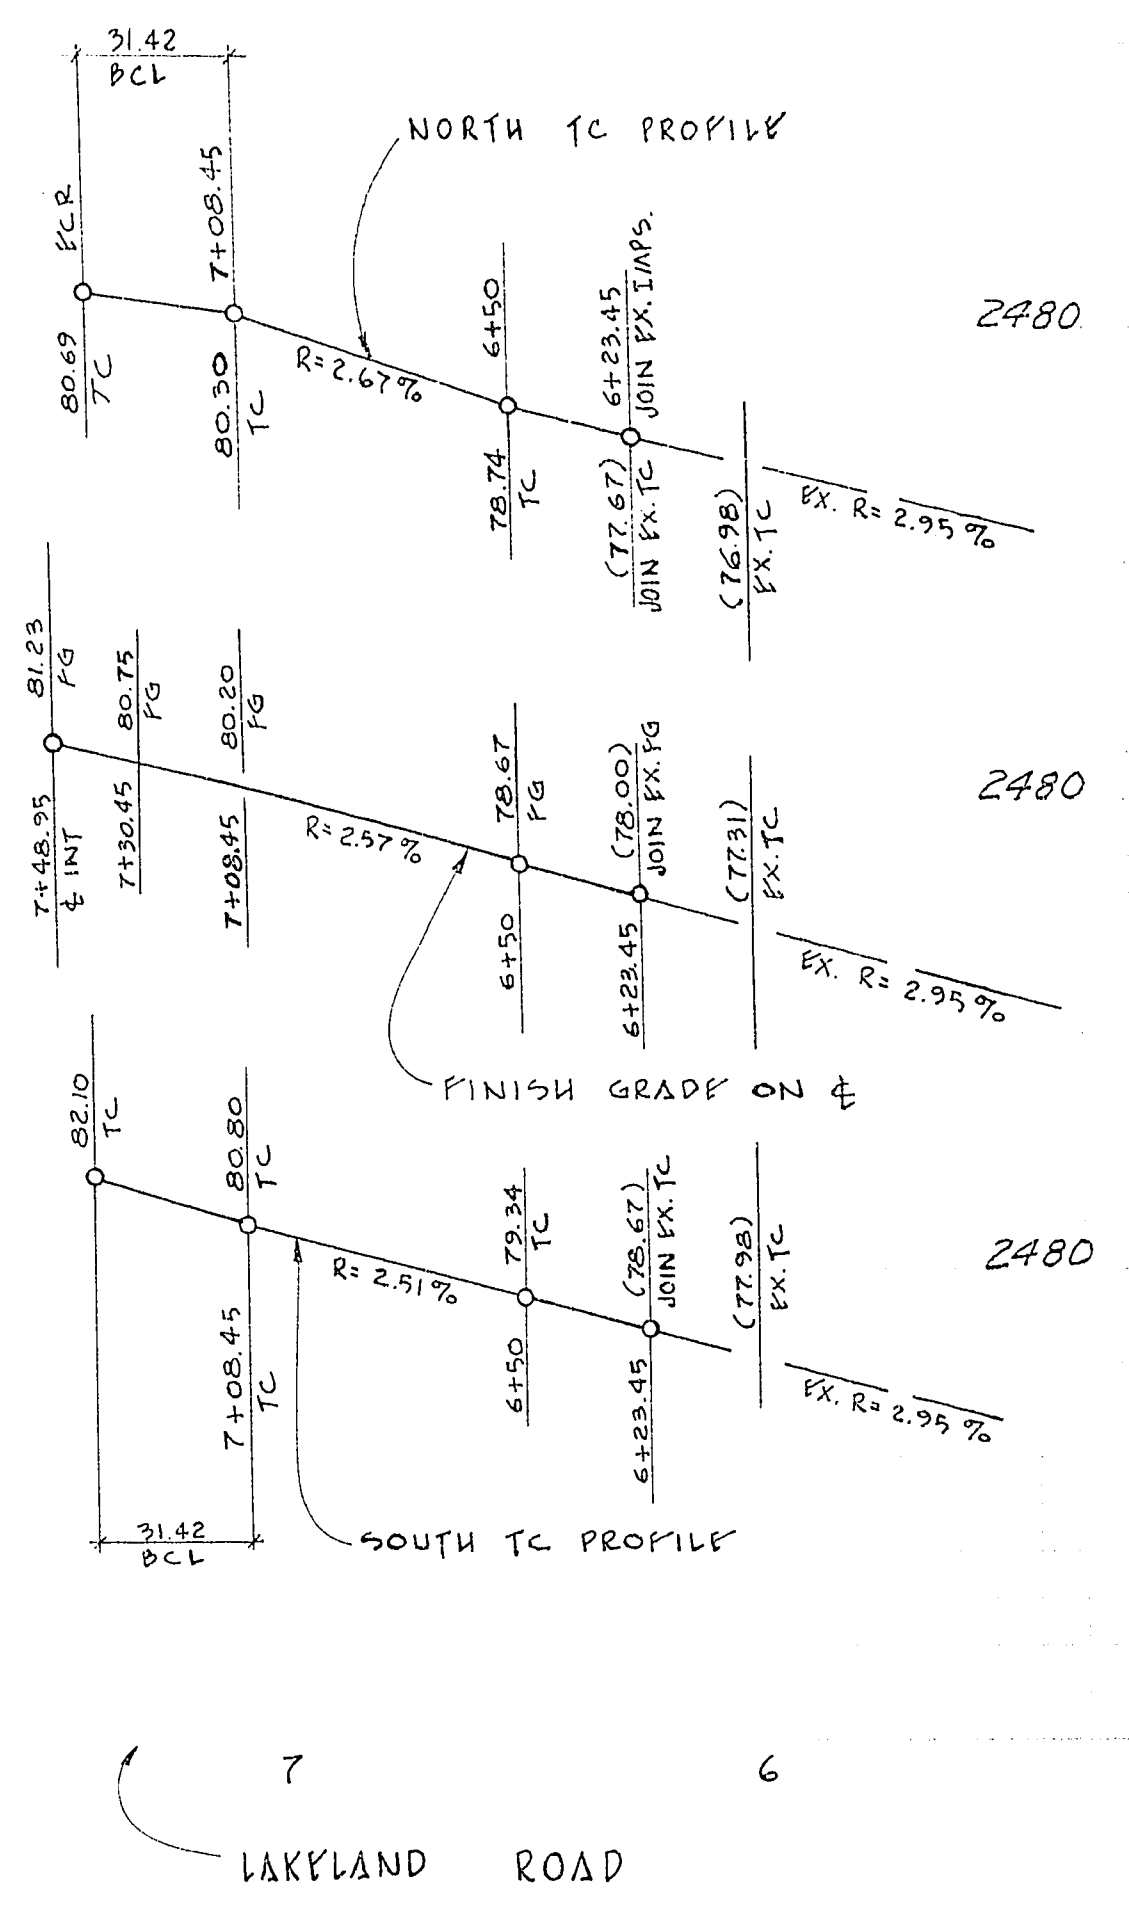 31.42
BCL
NORTH TC PROFILE
ECR
7+08.45
80.69
TC
80.30
TC
R= 2.67%
6+50
78.74
TC
6+23.45
JOIN EX. IMPS.
(77.67)
JOIN EX. TC
(76.98)
EX. TC
EX. R= 2.95%
2480
81.23
FG
7+48.95
℄ INT
80.75
FG
7+30.45
80.20
FG
7+08.45
R= 2.57%
78.67
FG
6+50
(78.00)
JOIN EX. FG
6+23.45
(77.31)
EX. TC
EX. R= 2.95%
2480
FINISH GRADE ON ℄
82.10
TC
80.80
TC
7+08.45
TC
R= 2.51%
79.34
TC
6+50
(78.67)
JOIN EX. TC
6+23.45
(77.98)
EX. TC
EX. R= 2.95%
2480
31.42
BCL
SOUTH TC PROFILE
7 6
LAKELAND ROAD